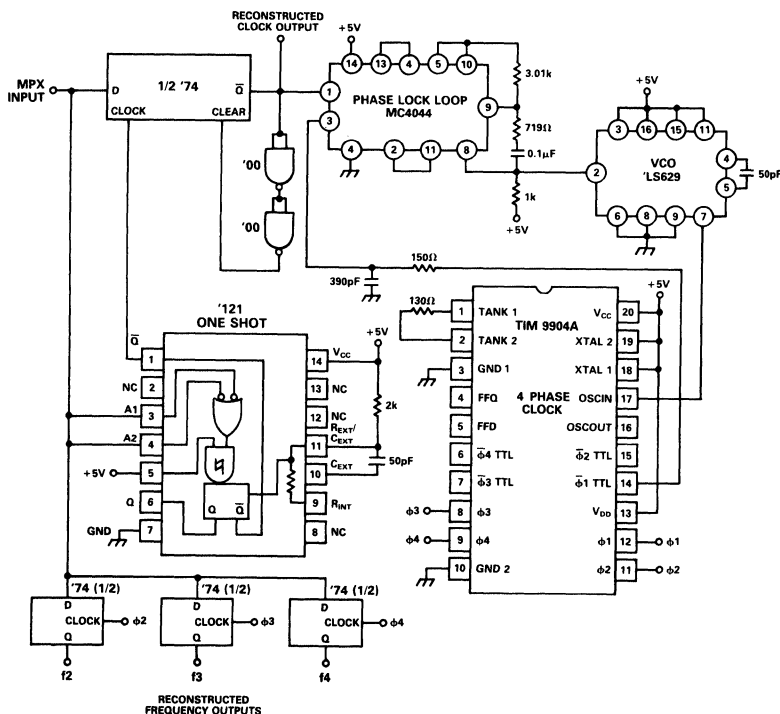 RECONSTRUCTED
CLOCK OUTPUT
MPX
INPUT
D
1/2 '74
Q̅
CLOCK
CLEAR
'00
'00
+5V
14
13
4
5
10
1
PHASE LOCK LOOP
MC4044
9
3
4
2
11
8
3.01k
719Ω
0.1μF
1k
+5V
+5V
3
16
15
11
2
VCO
'LS629
4
5
50pF
6
8
9
7
390pF
150Ω
'121
ONE SHOT
Q̅
1
NC
2
A1
3
A2
4
+5V
5
Q
6
GND
7
Q
Q̅
14
VCC
13
NC
12
NC
11
REXT/
CEXT
10
CEXT
9
RINT
8
NC
+5V
2k
50pF
130Ω
TIM 9904A
4 PHASE
CLOCK
1
TANK 1
2
TANK 2
3
GND 1
4
FFQ
5
FFD
6
φ̅4 TTL
7
φ̅3 TTL
φ3
8
φ3
φ4
9
φ4
10
GND 2
+5V
VCC
20
XTAL 2
19
XTAL 1
18
OSCIN
17
OSCOUT
16
φ̅2 TTL
15
φ̅1 TTL
14
VDD
13
φ1
12
φ1
φ2
11
φ2
'74 (1/2)
D
CLOCK
φ2
Q
f2
'74 (1/2)
D
CLOCK
φ3
Q
f3
'74 (1/2)
D
CLOCK
φ4
Q
f4
RECONSTRUCTED
FREQUENCY OUTPUTS